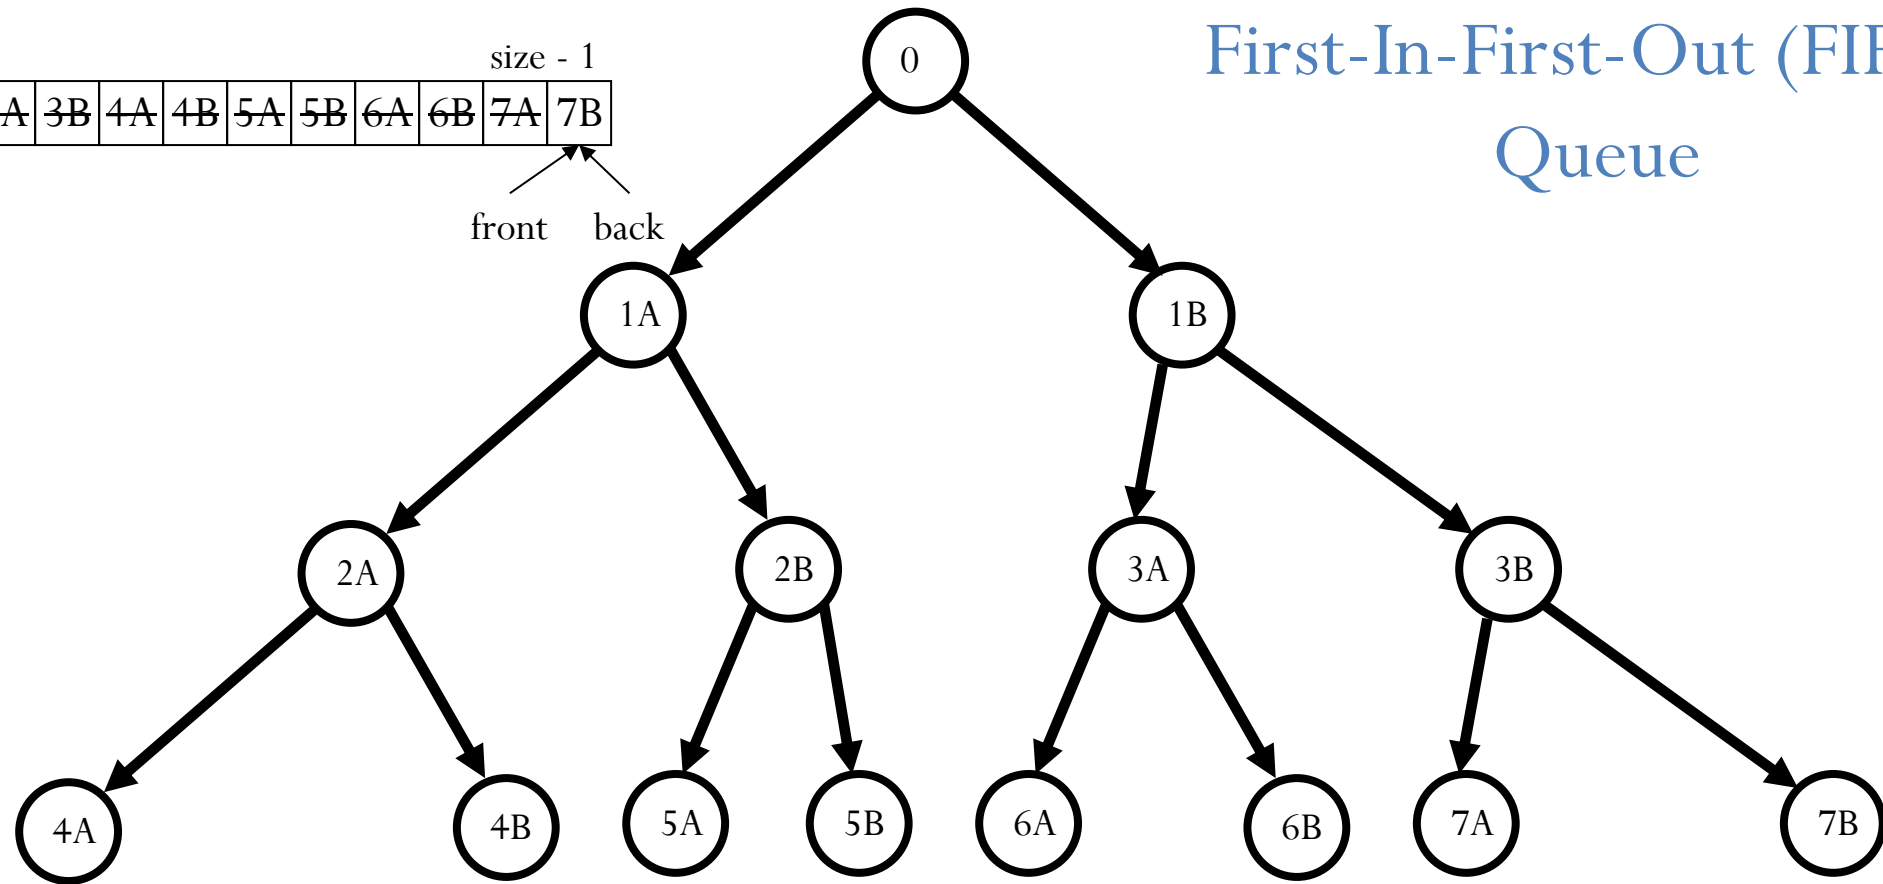 First-In-First-Out (FIF
Queue
size - 1
A 3B 4A 4B 5A 5B 6A 6B 7A 7B
front back
0
1A 1B
2A 2B 3A 3B
4A 4B 5A 5B 6A 6B 7A 7B